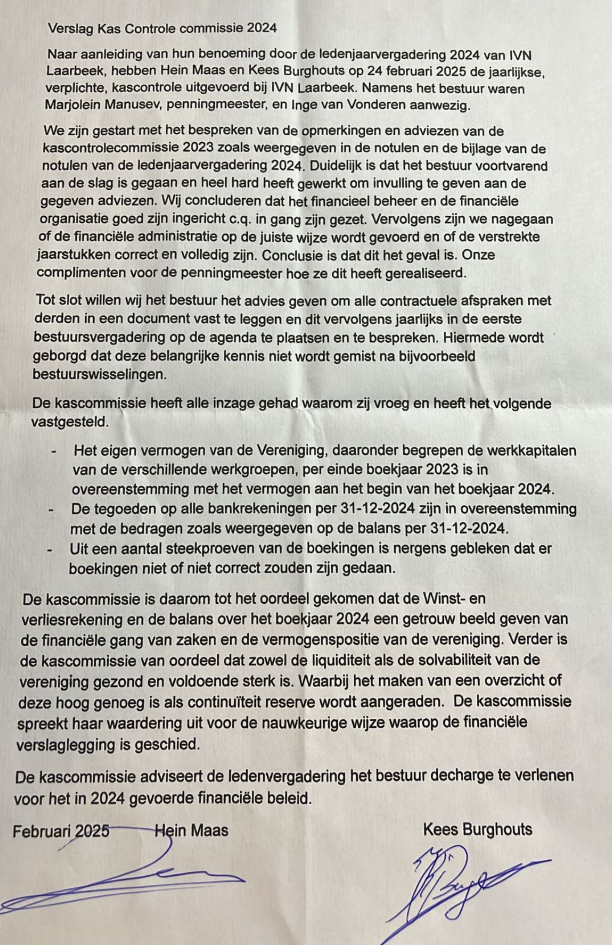 Verslag Kas Controle commissie 2024
Naar aanleiding van hun benoeming door de ledenjaarvergadering 2024 van IVN
Laarbeek, hebben Hein Maas en Kees Burghouts op 24 februari 2025 de jaarlijkse,
verplichte, kascontrole uitgevoerd bij IVN Laarbeek. Namens het bestuur waren
Marjolein Manusev, penningmeester, en Inge van Vonderen aanwezig.
We zijn gestart met het bespreken van de opmerkingen en adviezen van de
kascontrolecommissie 2023 zoals weergegeven in de notulen en de bijlage van de
notulen van de ledenjaarvergadering 2024. Duidelijk is dat het bestuur voortvarend
aan de slag is gegaan en heel hard heeft gewerkt om invulling te geven aan de
gegeven adviezen. Wij concluderen dat het financieel beheer en de financiële
organisatie goed zijn ingericht c.q. in gang zijn gezet. Vervolgens zijn we nagegaan
of de financiële administratie op de juiste wijze wordt gevoerd en of de verstrekte
jaarstukken correct en volledig zijn. Conclusie is dat dit het geval is. Onze
complimenten voor de penningmeester hoe ze dit heeft gerealiseerd.
Tot slot willen wij het bestuur het advies geven om alle contractuele afspraken met
derden in een document vast te leggen en dit vervolgens jaarlijks in de eerste
bestuursvergadering op de agenda te plaatsen en te bespreken. Hiermede wordt
geborgd dat deze belangrijke kennis niet wordt gemist na bijvoorbeeld
bestuurswisselingen.
De kascommissie heeft alle inzage gehad waarom zij vroeg en heeft het volgende
vastgesteld.
- Het eigen vermogen van de Vereniging, daaronder begrepen de werkkapitalen
van de verschillende werkgroepen, per einde boekjaar 2023 is in
overeenstemming met het vermogen aan het begin van het boekjaar 2024.
- De tegoeden op alle bankrekeningen per 31-12-2024 zijn in overeenstemming
met de bedragen zoals weergegeven op de balans per 31-12-2024.
- Uit een aantal steekproeven van de boekingen is nergens gebleken dat er
boekingen niet of niet correct zouden zijn gedaan.
De kascommissie is daarom tot het oordeel gekomen dat de Winst- en
verliesrekening en de balans over het boekjaar 2024 een getrouw beeld geven van
de financiële gang van zaken en de vermogenspositie van de vereniging. Verder is
de kascommissie van oordeel dat zowel de liquiditeit als de solvabiliteit van de
vereniging gezond en voldoende sterk is. Waarbij het maken van een overzicht of
deze hoog genoeg is als continuïteit reserve wordt aangeraden. De kascommissie
spreekt haar waardering uit voor de nauwkeurige wijze waarop de financiële
verslaglegging is geschied.
De kascommissie adviseert de ledenvergadering het bestuur decharge te verlenen
voor het in 2024 gevoerde financiële beleid.
Februari 2025 Hein Maas Kees Burghouts